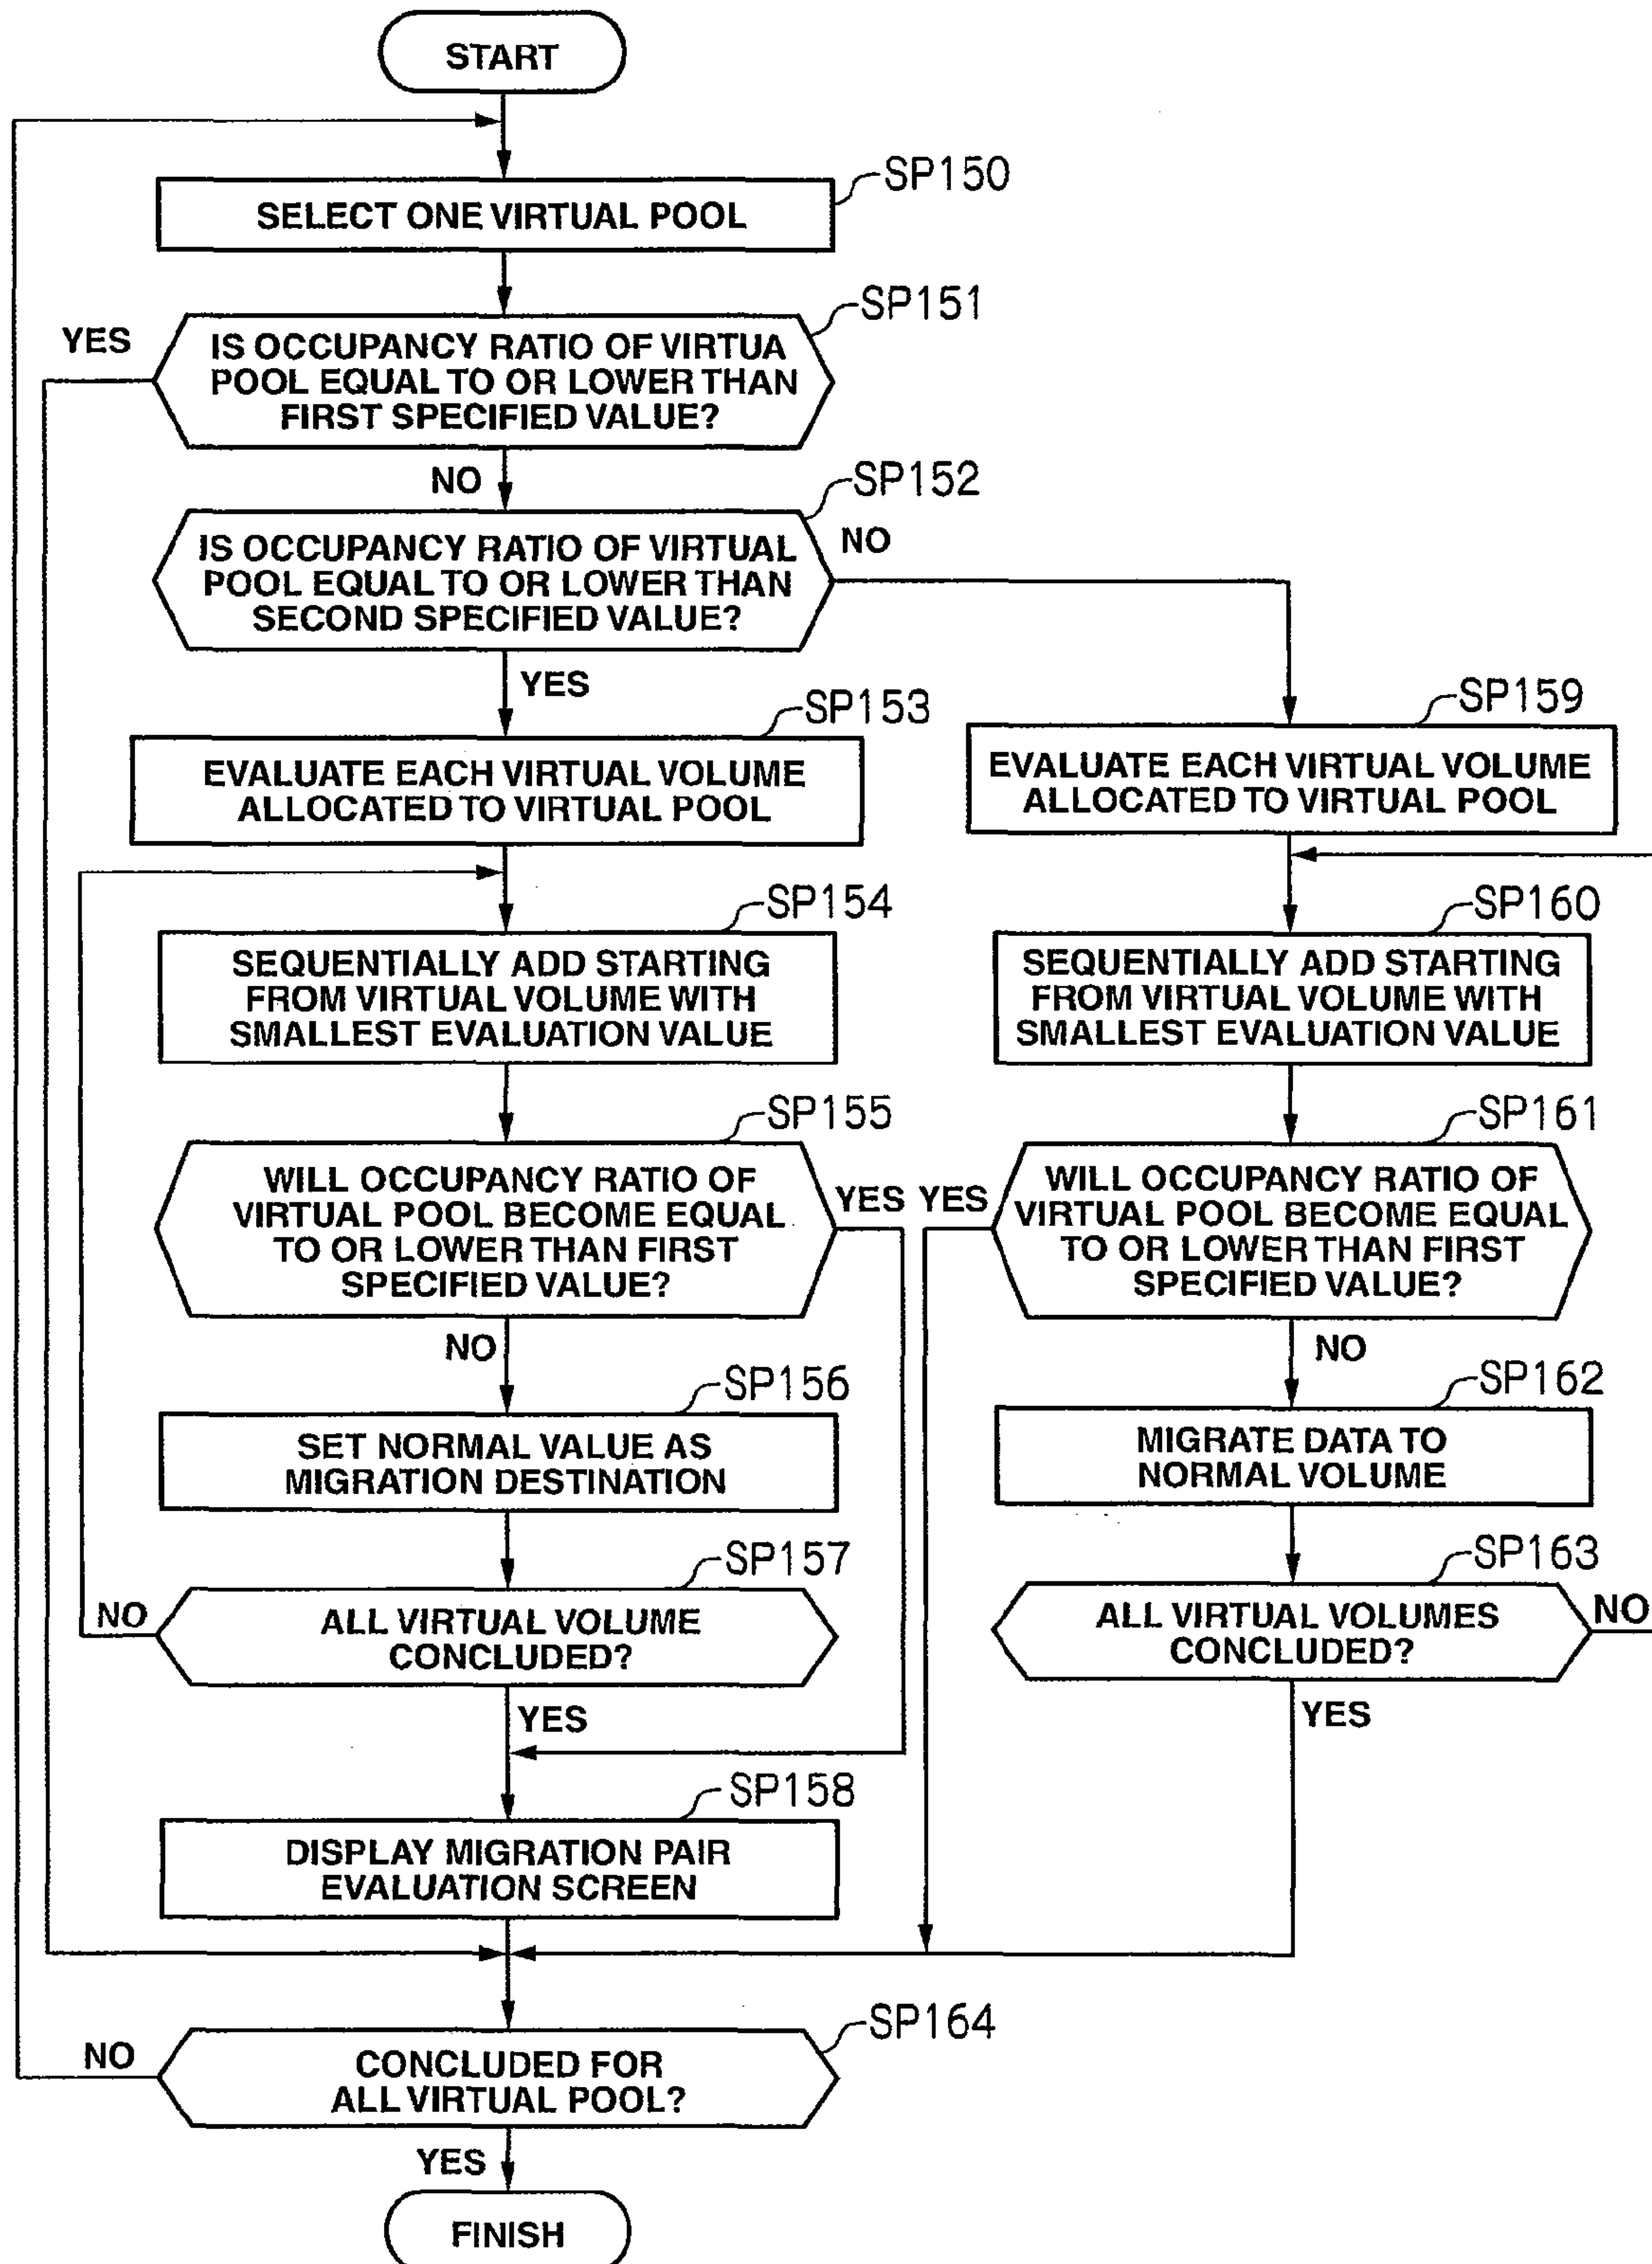 START
SP150
SELECT ONE VIRTUAL POOL
SP151
YES
IS OCCUPANCY RATIO OF VIRTUA
POOL EQUAL TO OR LOWER THAN
FIRST SPECIFIED VALUE?
NO
SP152
IS OCCUPANCY RATIO OF VIRTUAL
POOL EQUAL TO OR LOWER THAN
SECOND SPECIFIED VALUE?
NO
YES
SP153
EVALUATE EACH VIRTUAL VOLUME
ALLOCATED TO VIRTUAL POOL
SP154
SEQUENTIALLY ADD STARTING
FROM VIRTUAL VOLUME WITH
SMALLEST EVALUATION VALUE
SP155
WILL OCCUPANCY RATIO OF
VIRTUAL POOL BECOME EQUAL
TO OR LOWER THAN FIRST
SPECIFIED VALUE?
YES
NO
SP156
SET NORMAL VALUE AS
MIGRATION DESTINATION
SP157
NO
ALL VIRTUAL VOLUME
CONCLUDED?
YES
SP158
DISPLAY MIGRATION PAIR
EVALUATION SCREEN
SP159
EVALUATE EACH VIRTUAL VOLUME
ALLOCATED TO VIRTUAL POOL
SP160
SEQUENTIALLY ADD STARTING
FROM VIRTUAL VOLUME WITH
SMALLEST EVALUATION VALUE
SP161
YES
WILL OCCUPANCY RATIO OF
VIRTUAL POOL BECOME EQUAL
TO OR LOWER THAN FIRST
SPECIFIED VALUE?
NO
SP162
MIGRATE DATA TO
NORMAL VOLUME
SP163
ALL VIRTUAL VOLUMES
CONCLUDED?
NO
YES
SP164
NO
CONCLUDED FOR
ALL VIRTUAL POOL?
YES
FINISH